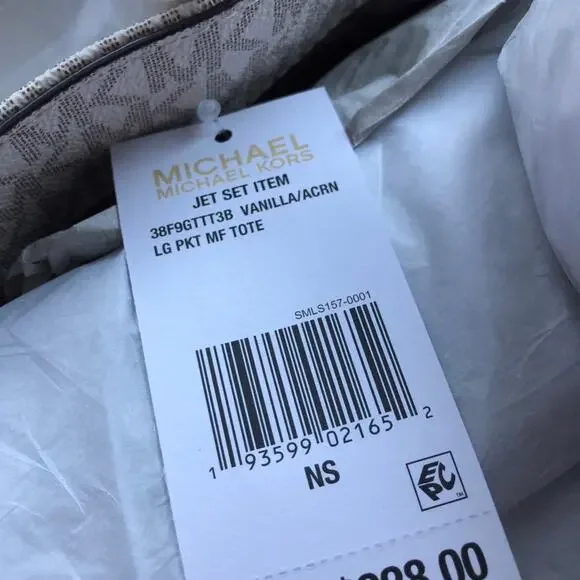 MICHAEL
MICHAEL KORS
JET SET ITEM
38F9GTTT3B VANILLA/ACRN
LG PKT MF TOTE
SMLS157-0001
1 93599 02165 2
NS
EPC™